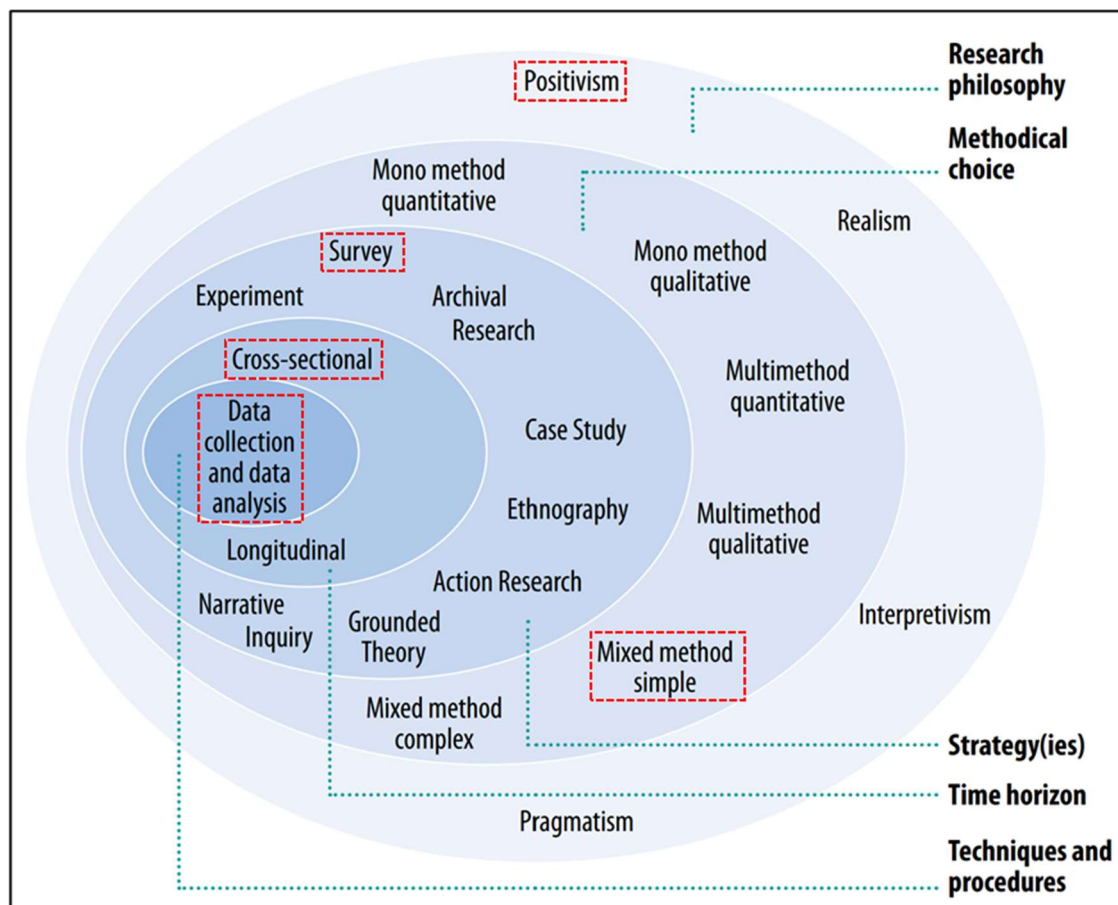 Positivism
Research
philosophy
Methodical
choice
Mono method
quantitative
Realism
Survey
Mono method
qualitative
Experiment
Archival
Research
Cross-sectional
Multimethod
quantitative
Data
collection
and data
analysis
Case Study
Ethnography
Multimethod
qualitative
Longitudinal
Action Research
Narrative
Inquiry
Grounded
Theory
Interpretivism
Mixed method
simple
Mixed method
complex
Strategy(ies)
Time horizon
Pragmatism
Techniques and
procedures